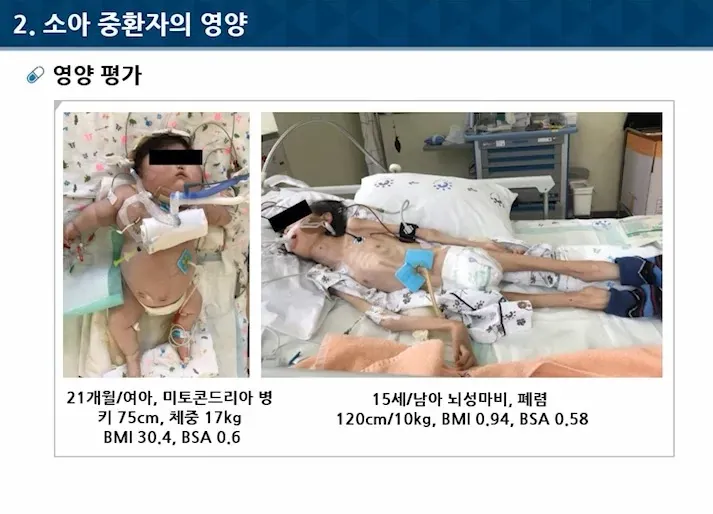 2. 소아 중환자의 영양
영양 평가
21개월/여아, 미토콘드리아 병
키 75cm, 체중 17kg
BMI 30.4, BSA 0.6
15세/남아 뇌성마비, 폐렴
120cm/10kg, BMI 0.94, BSA 0.58